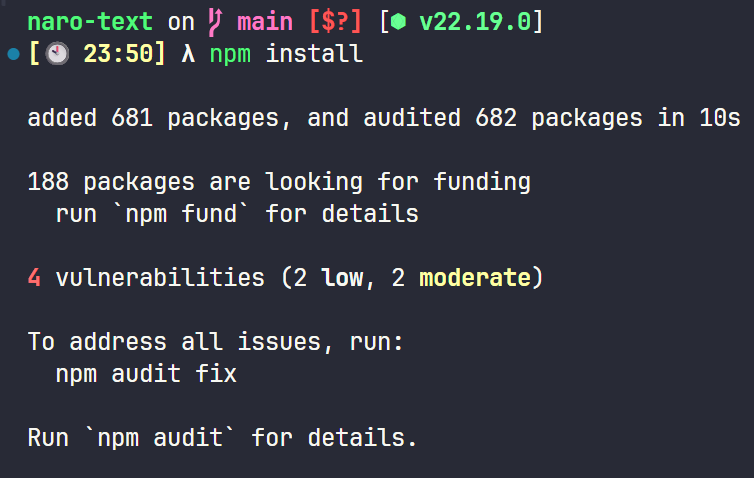 naro-text on main [$?] [⬢ v22.19.0]
[🕙 23:50] λ npm install
added 681 packages, and audited 682 packages in 10s
188 packages are looking for funding
run `npm fund` for details
4 vulnerabilities (2 low, 2 moderate)
To address all issues, run:
npm audit fix
Run `npm audit` for details.